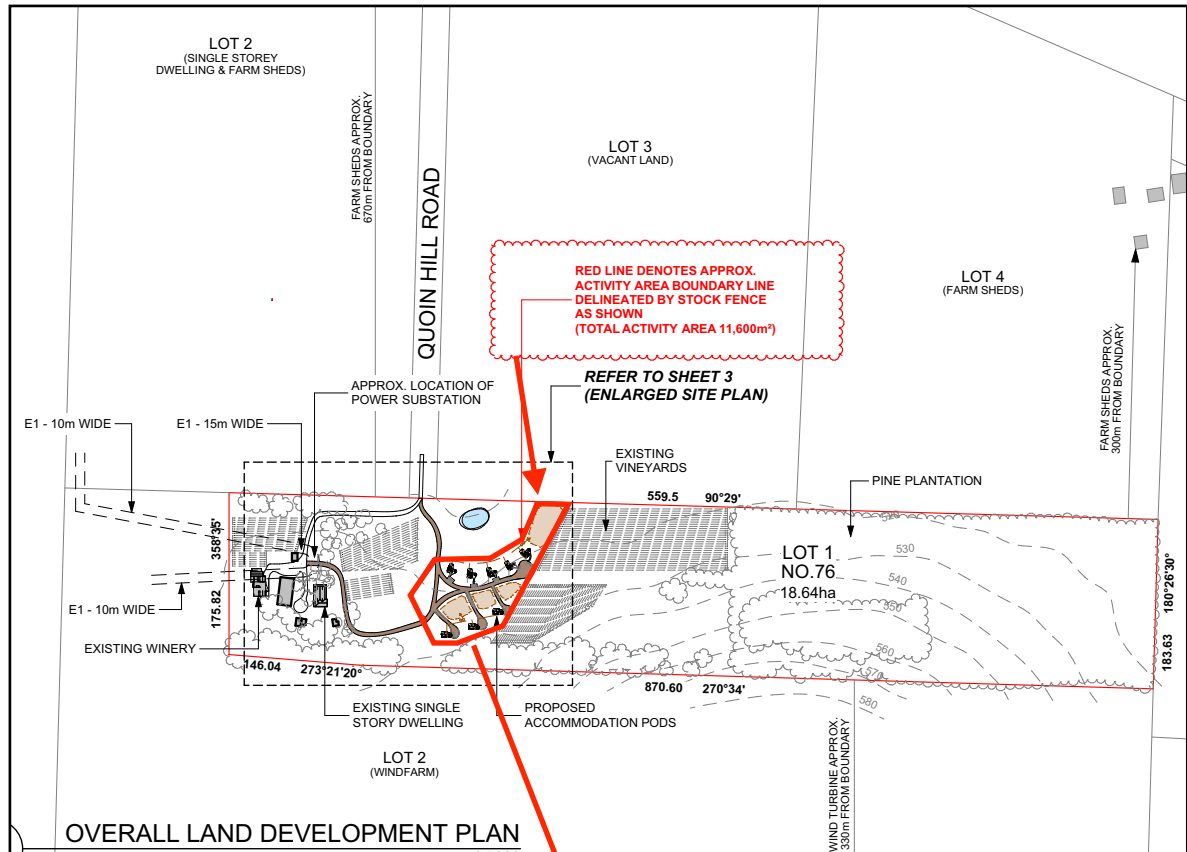 LOT 2
(SINGLE STOREY
DWELLING & FARM SHEDS)
FARM SHEDS APPROX.
670m FROM BOUNDARY
QUOIN HILL ROAD
LOT 3
(VACANT LAND)
LOT 4
(FARM SHEDS)
FARM SHEDS APPROX.
300m FROM BOUNDARY
RED LINE DENOTES APPROX.
ACTIVITY AREA BOUNDARY LINE
DELINEATED BY STOCK FENCE
AS SHOWN
(TOTAL ACTIVITY AREA 11,600m²)
REFER TO SHEET 3
(ENLARGED SITE PLAN)
APPROX. LOCATION OF
POWER SUBSTATION
E1 - 10m WIDE
E1 - 15m WIDE
EXISTING
VINEYARDS
PINE PLANTATION
559.5 90°29'
358°35'
175.82
LOT 1
NO.76
18.64ha
530
540
550
560
570
580
180°26'30"
183.63
E1 - 10m WIDE
EXISTING WINERY
146.04 273°21'20"
870.60 270°34'
EXISTING SINGLE
STORY DWELLING
PROPOSED
ACCOMMODATION PODS
LOT 2
(WINDFARM)
WIND TURBINE APPROX.
330m FROM BOUNDARY
OVERALL LAND DEVELOPMENT PLAN